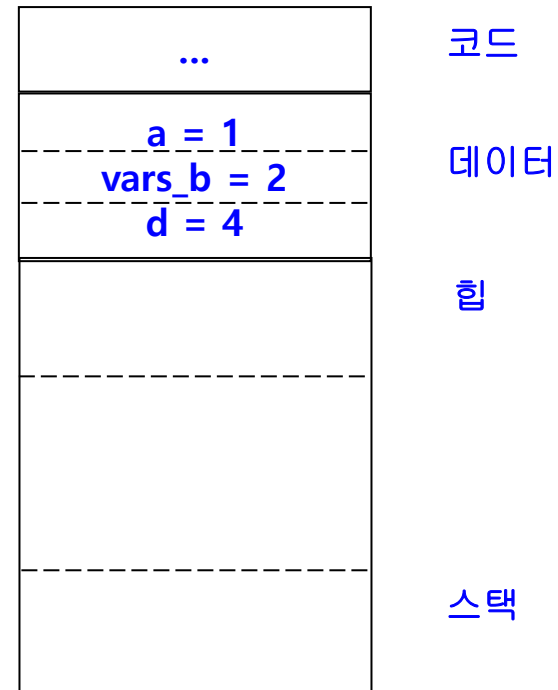 ...
코드
a = 1
vars_b = 2
d = 4
데이터
힙
스택